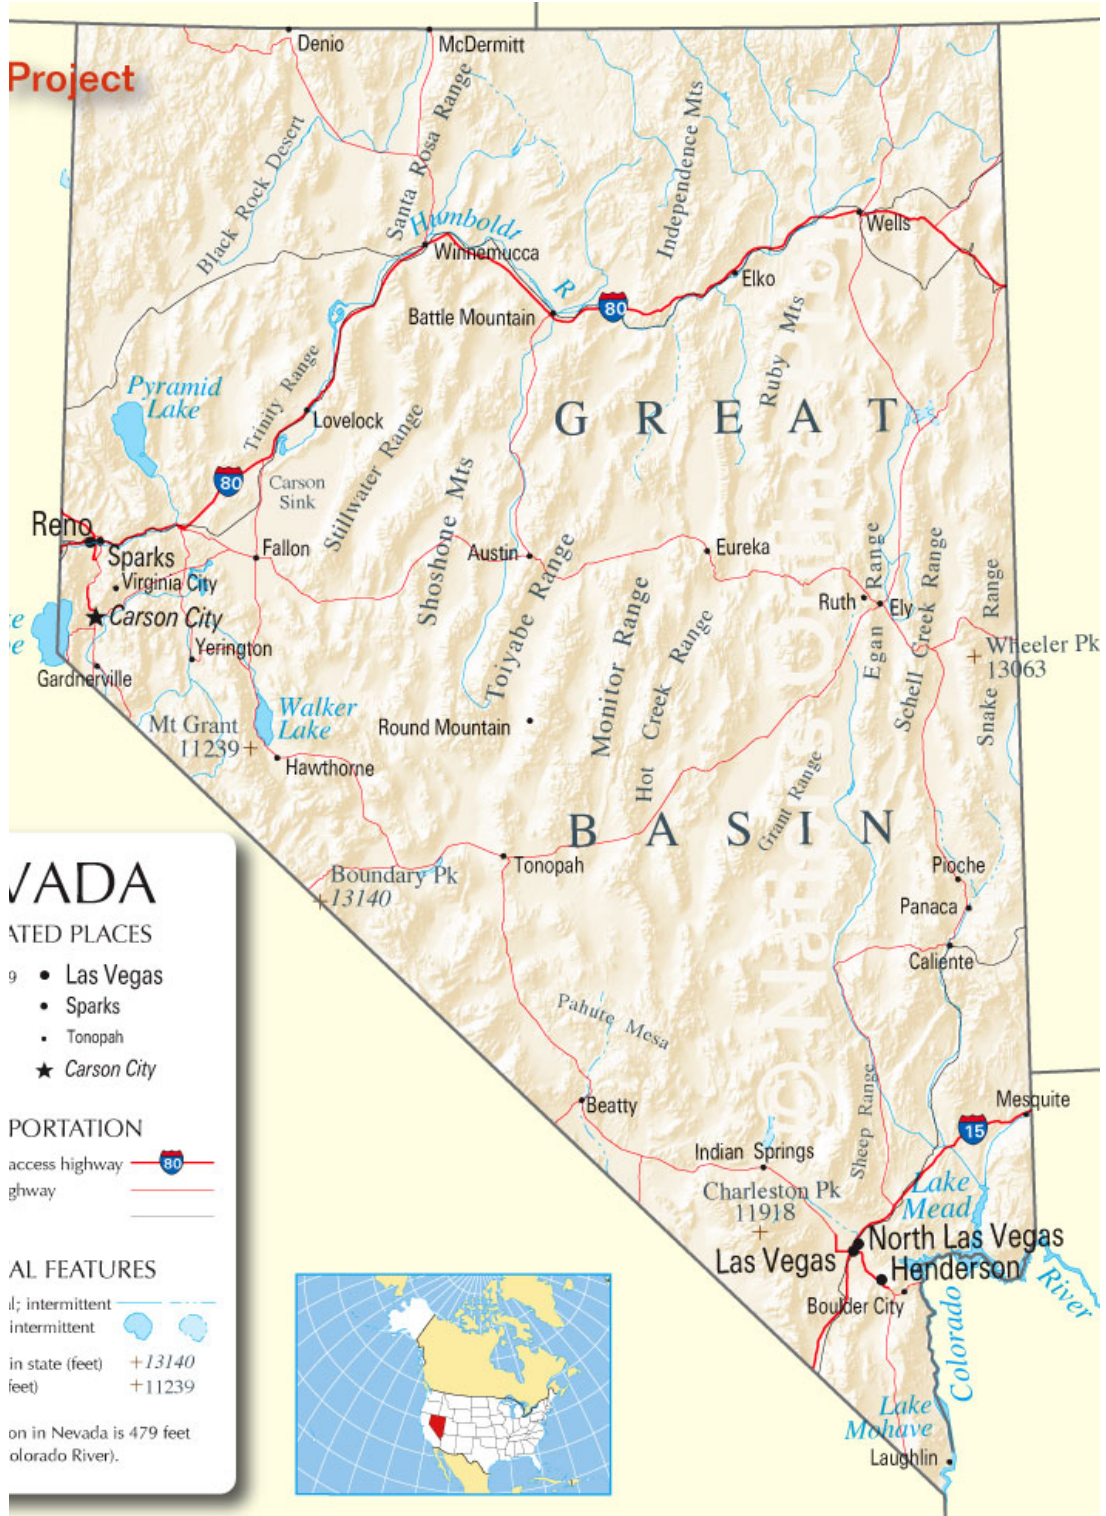 Project
Denio
McDermitt
Black Rock Desert
Santa Rosa Range
Independence Mts
Humboldt
R
Winnemucca
Wells
Elko
80
Battle Mountain
Ruby Mts
Pyramid
Lake
Trinity Range
Lovelock
GREAT
80
Carson
Sink
Stillwater Range
Shoshone Mts
Reno
Sparks
Fallon
Austin
Eureka
Virginia City
Toiyabe Range
Monitor Range
Hot Creek Range
Ruth
Ely
Egan Range
Schell Creek Range
Snake Range
Carson City
Yerington
Gardnerville
Wheeler Pk
13063
Mt Grant
11239
Walker
Lake
Round Mountain
Hawthorne
Grant Range
BASIN
Boundary Pk
13140
Tonopah
Pioche
Panaca
Caliente
Pahute Mesa
Beatty
Sheep Range
Mesquite
15
Indian Springs
Charleston Pk
11918
Lake
Mead
North Las Vegas
Las Vegas
Henderson
Boulder City
Colorado
River
Lake
Mohave
Laughlin
VADA
ATED PLACES
9 Las Vegas
Sparks
Tonopah
Carson City
PORTATION
access highway 80
ghway
AL FEATURES
l; intermittent
intermittent
in state (feet) +13140
feet) +11239
on in Nevada is 479 feet
olorado River).